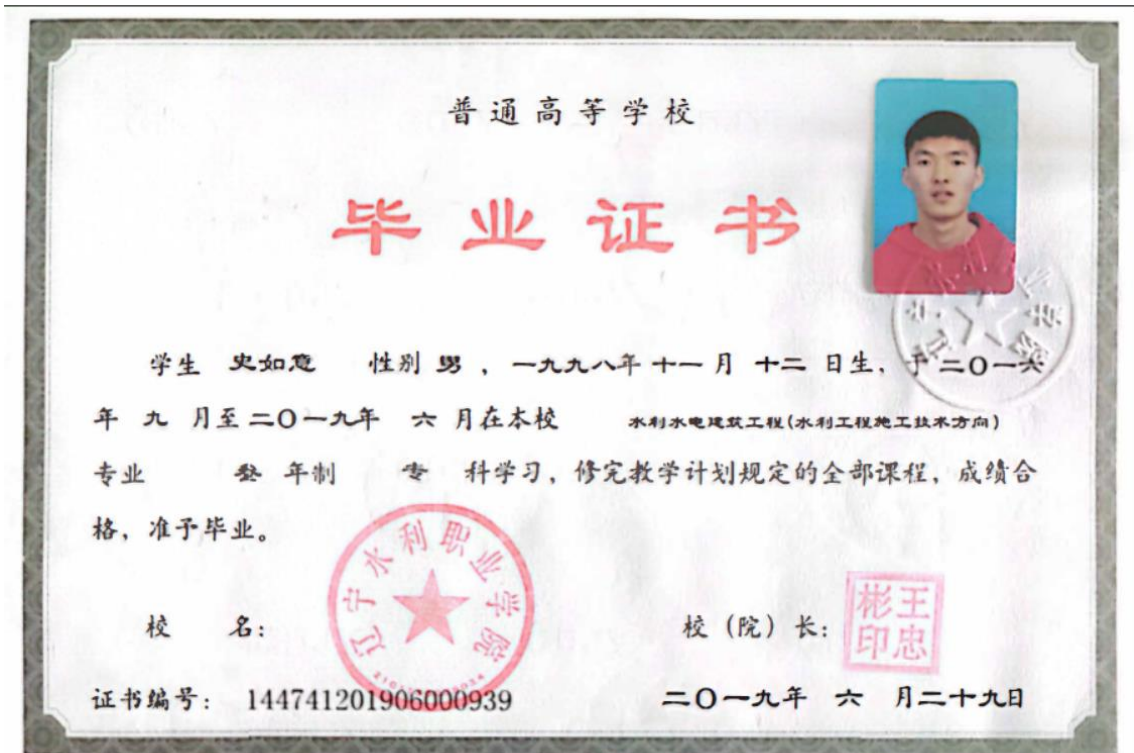 普通高等学校
毕业证书
学生 史如意 性别 男 ，一九九八年 十一 月 十二 日生，于二〇一六
年 九 月至二〇一九年 六 月在本校 水利水电建筑工程(水利工程施工技术方向)
专业 叁 年制 专 科学习，修完教学计划规定的全部课程，成绩合
格，准予毕业。
辽宁水利职业学院
校 名：
校（院）长：
王忠彬印
证书编号： 144741201906000939
二〇一九年 六 月二十九日